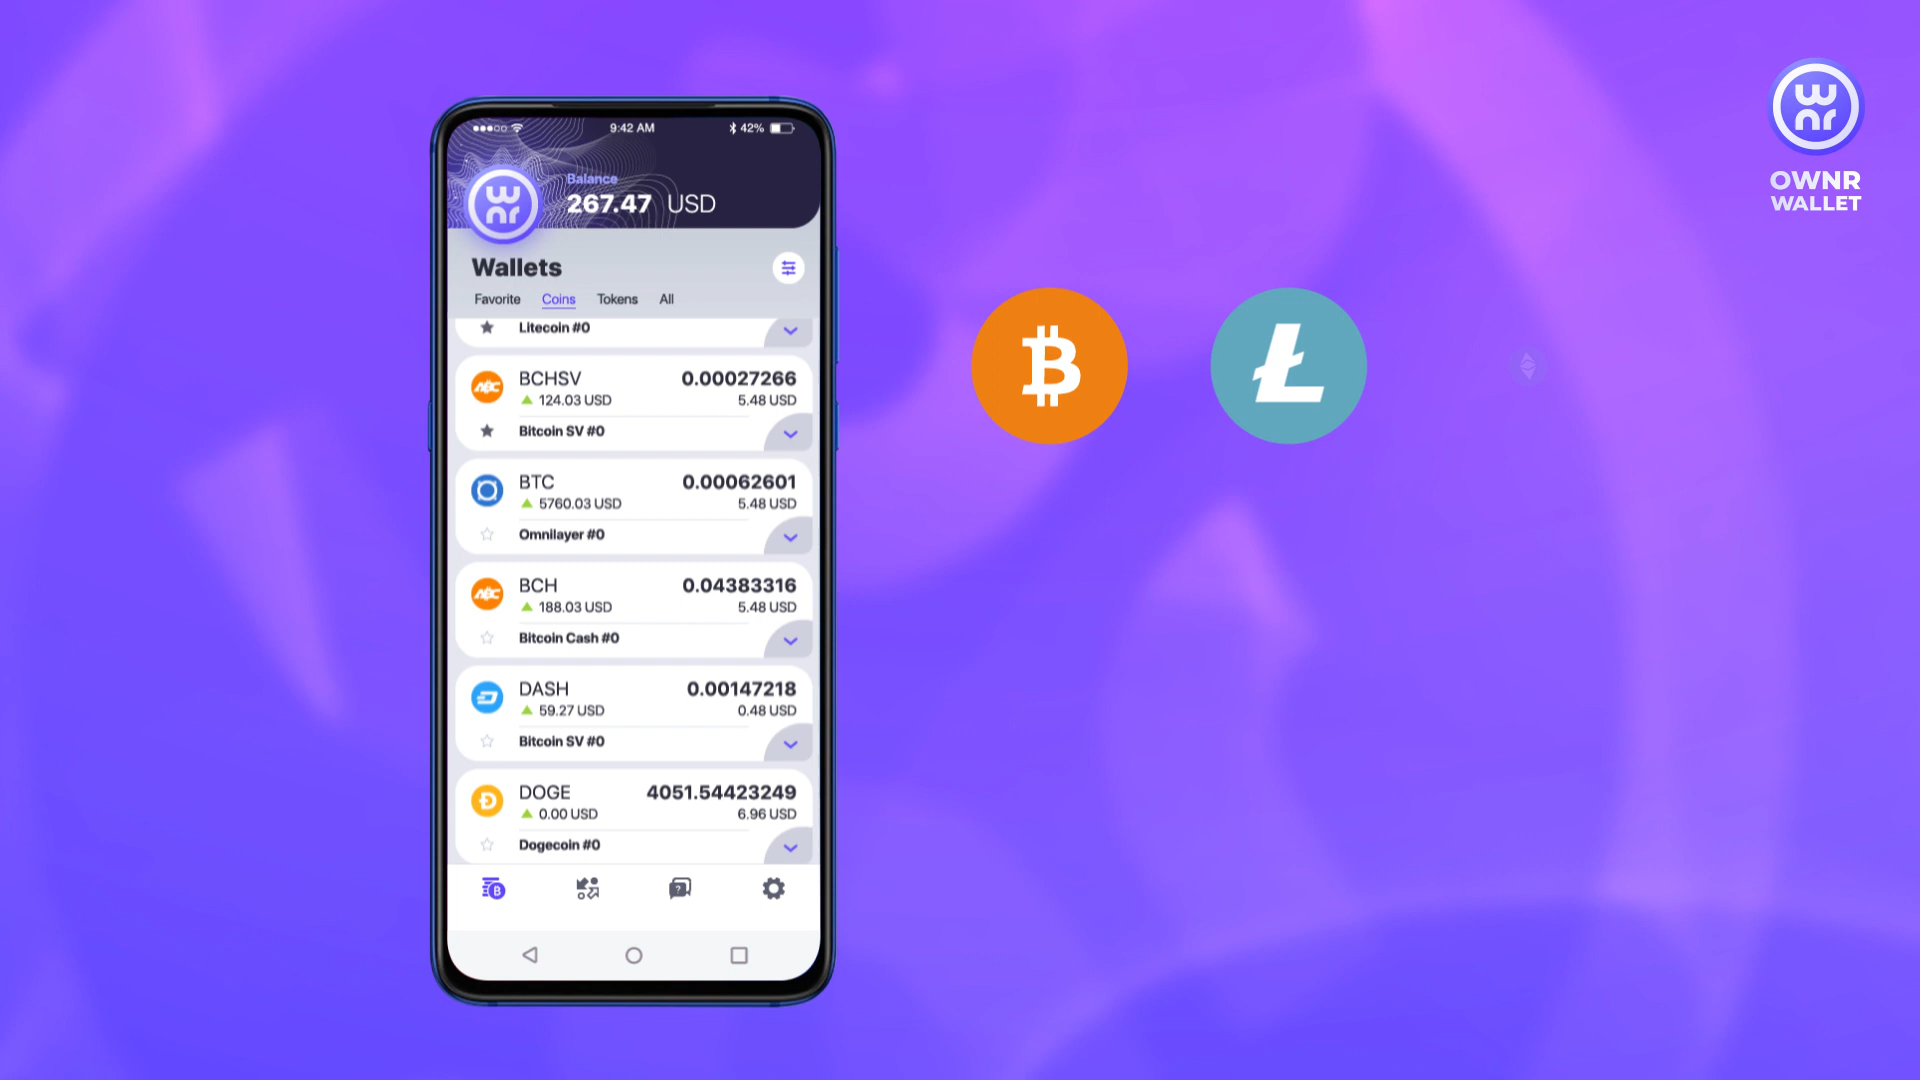 9:42 AM
42%
Balance
267.47 USD
Wallets
Favorite Coins Tokens All
Litecoin #0
BCHSV 0.00027266
124.03 USD 5.48 USD
Bitcoin SV #0
BTC 0.00062601
5760.03 USD 5.48 USD
Omnilayer #0
BCH 0.04383316
188.03 USD 5.48 USD
Bitcoin Cash #0
DASH 0.00147218
59.27 USD 0.48 USD
Bitcoin SV #0
DOGE 4051.54423249
0.00 USD 6.96 USD
Dogecoin #0
OWNR
WALLET